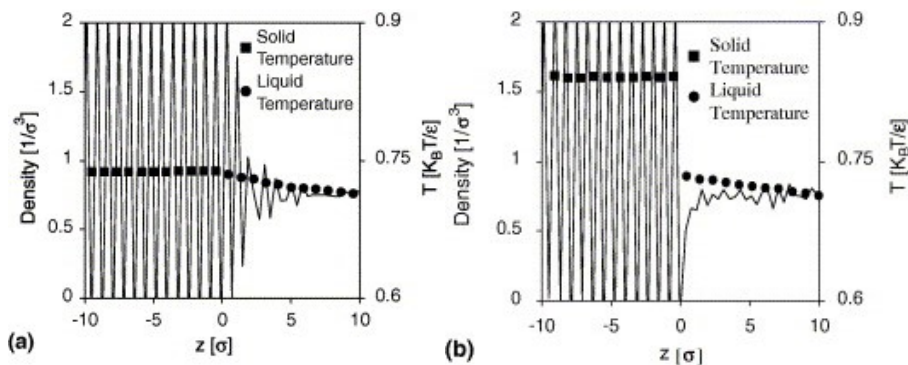 2
1.5
1
0.5
0
Density [1/σ³]
-10
-5
0
5
10
z [σ]
0.9
0.75
0.6
T [K_BT/ε]
Solid
Temperature
Liquid
Temperature
(a)
2
1.5
1
0.5
0
Density [1/σ³]
-10
-5
0
5
10
z [σ]
0.9
0.75
0.6
T [K_BT/ε]
Solid
Temperature
Liquid
Temperature
(b)